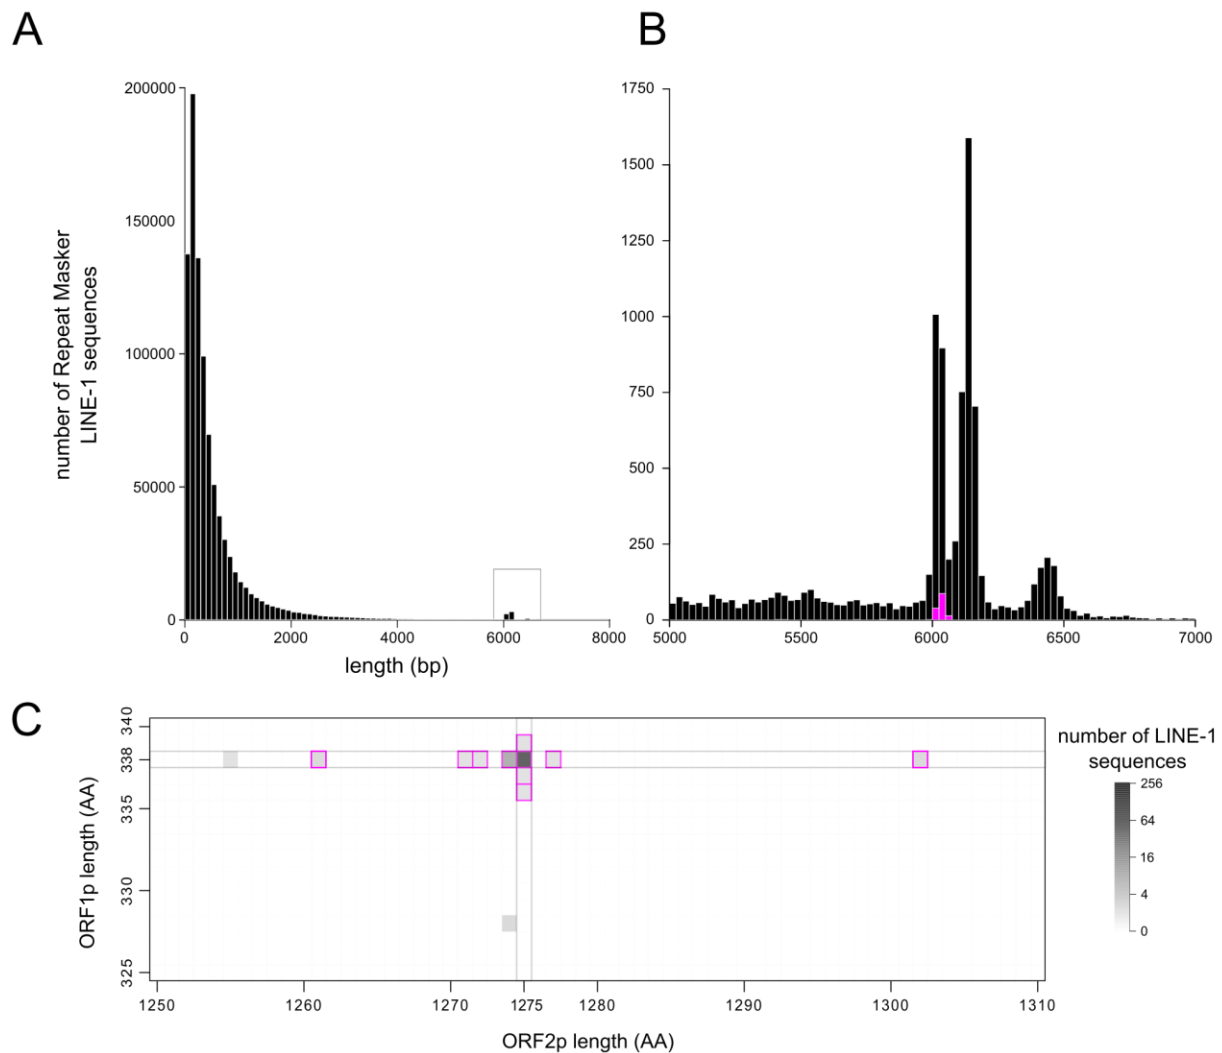 A
B
200000
150000
100000
50000
0
number of Repeat Masker
LINE-1 sequences
0 2000 4000 6000 8000
length (bp)
1750
1500
1250
1000
750
500
250
0
5000 5500 6000 6500 7000
C
340
338
335
330
325
ORF1p length (AA)
1250 1260 1270 1275 1280 1290 1300 1310
ORF2p length (AA)
number of LINE-1
sequences
256
64
16
4
0